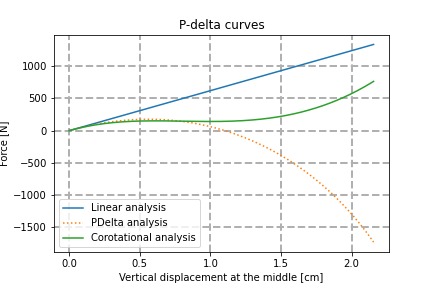 P-delta curves
Force [N]
1000
500
0
−500
−1000
−1500
Linear analysis
PDelta analysis
Corotational analysis
0.0 0.5 1.0 1.5 2.0
Vertical displacement at the middle [cm]